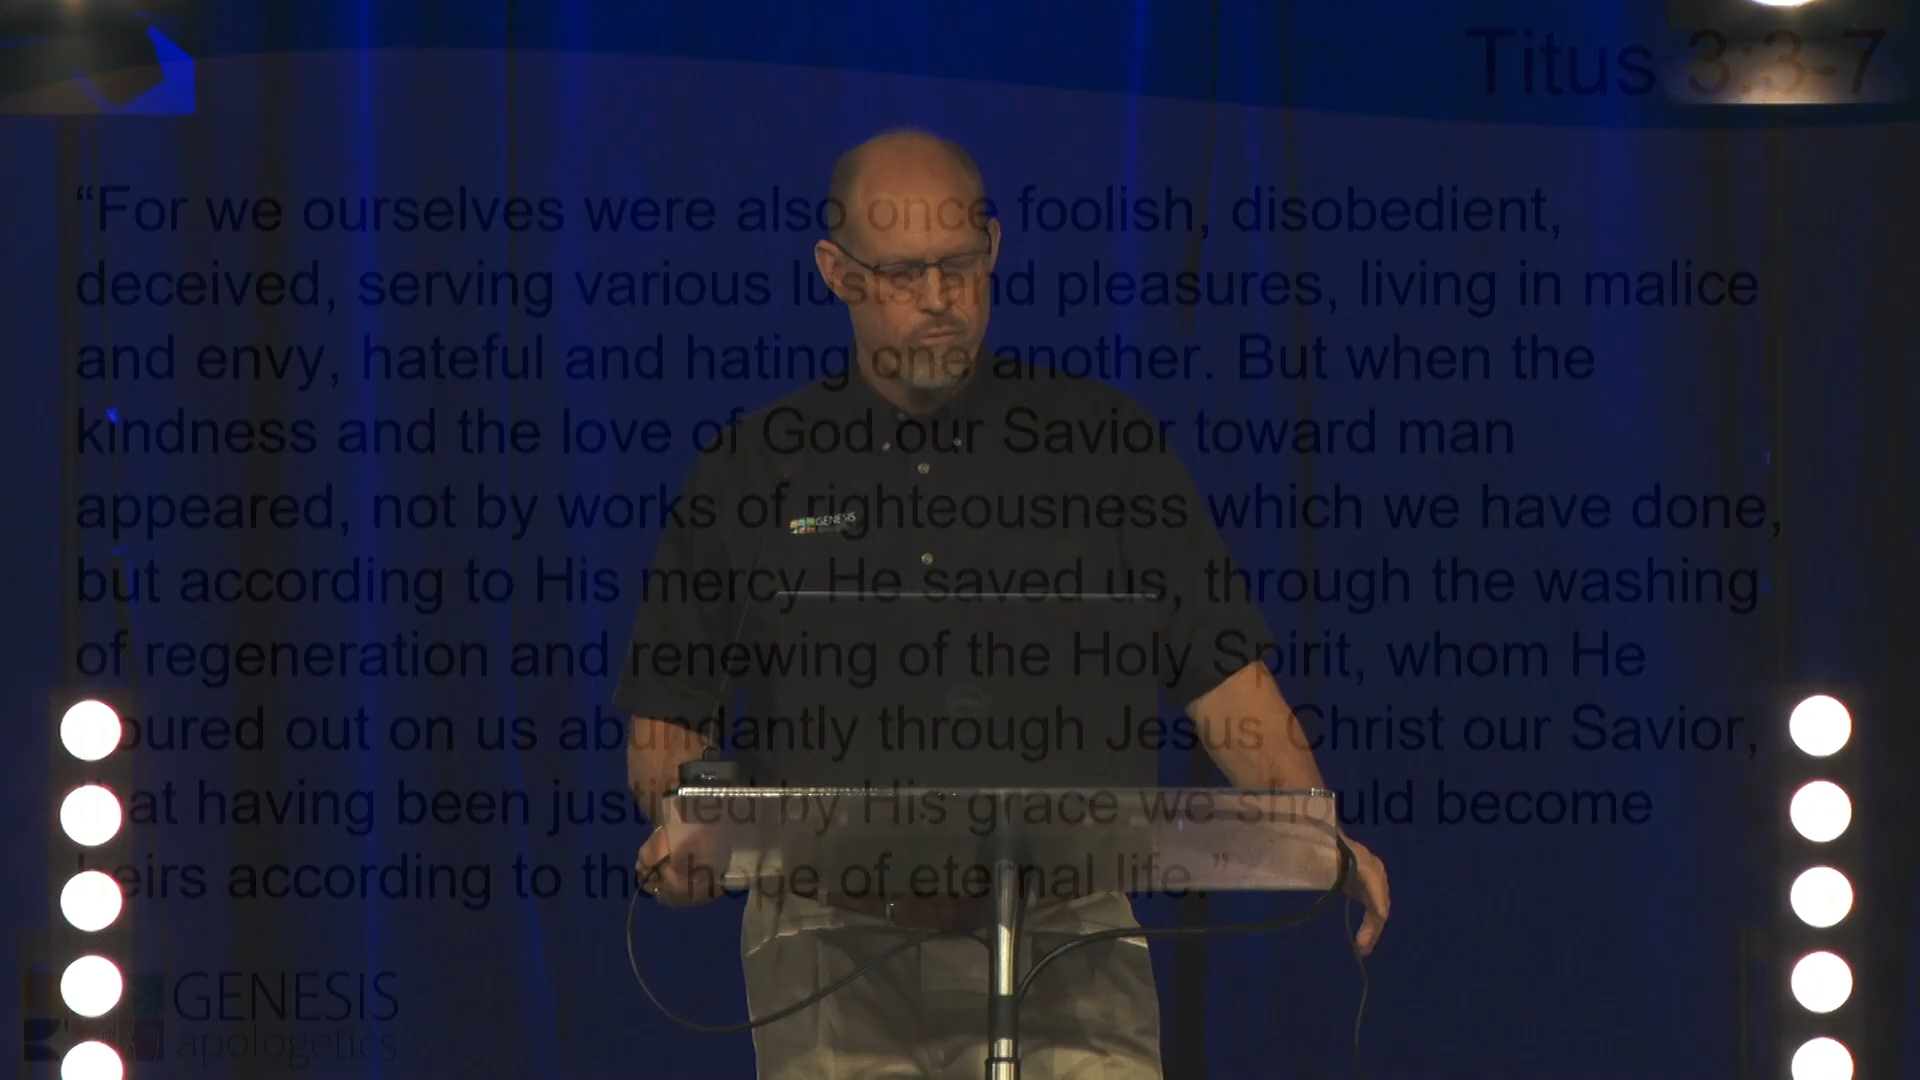 Titus 3:3-7
“For we ourselves were also once foolish, disobedient,
deceived, serving various lusts and pleasures, living in malice
and envy, hateful and hating one another. But when the
kindness and the love of God our Savior toward man
appeared, not by works of righteousness which we have done,
but according to His mercy He saved us, through the washing
of regeneration and renewing of the Holy Spirit, whom He
poured out on us abundantly through Jesus Christ our Savior,
that having been justified by His grace we should become
heirs according to the hope of eternal life.”
GENESIS
GENESIS
apologetics